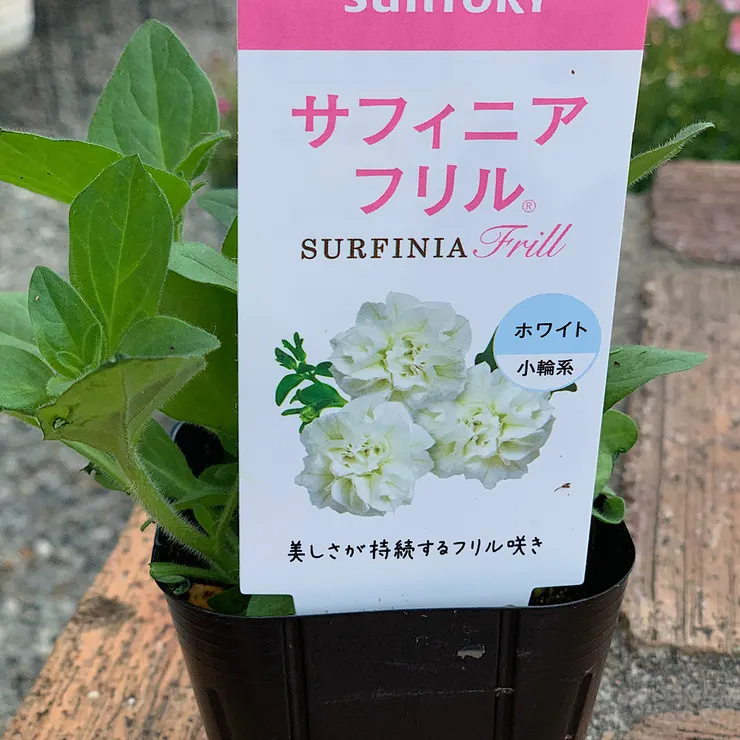 SUNTORY
サフィニア
フリル®
SURFINIA Frill
ホワイト
小輪系
美しさが持続するフリル咲き